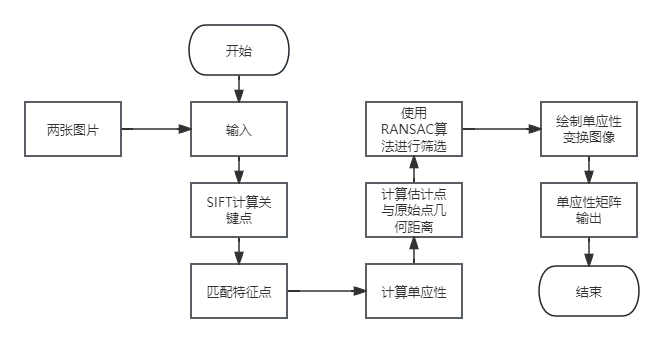 开始
两张图片
输入
SIFT计算关
键点
匹配特征点
计算单应性
计算估计点
与原始点几
何距离
使用
RANSAC算
法进行筛选
绘制单应性
变换图像
单应性矩阵
输出
结束